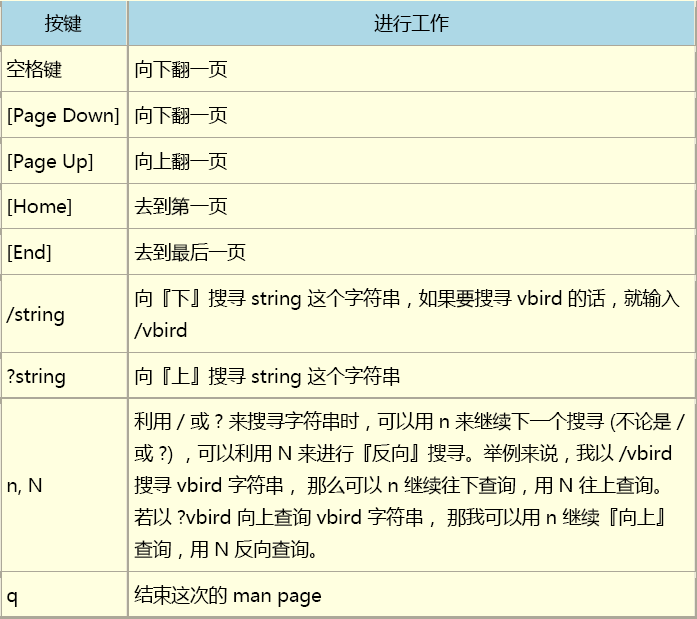 按键 进行工作
空格键 向下翻一页
[Page Down] 向下翻一页
[Page Up] 向上翻一页
[Home] 去到第一页
[End] 去到最后一页
/string 向『下』搜寻 string 这个字符串，如果要搜寻 vbird 的话，就输入
/vbird
?string 向『上』搜寻 string 这个字符串
n, N 利用 / 或 ? 来搜寻字符串时，可以用 n 来继续下一个搜寻 (不论是 /
或 ?) ，可以利用 N 来进行『反向』搜寻。举例来说，我以 /vbird
搜寻 vbird 字符串， 那么可以 n 继续往下查询，用 N 往上查询。
若以 ?vbird 向上查询 vbird 字符串， 那我可以用 n 继续『向上』
查询，用 N 反向查询。
q 结束这次的 man page